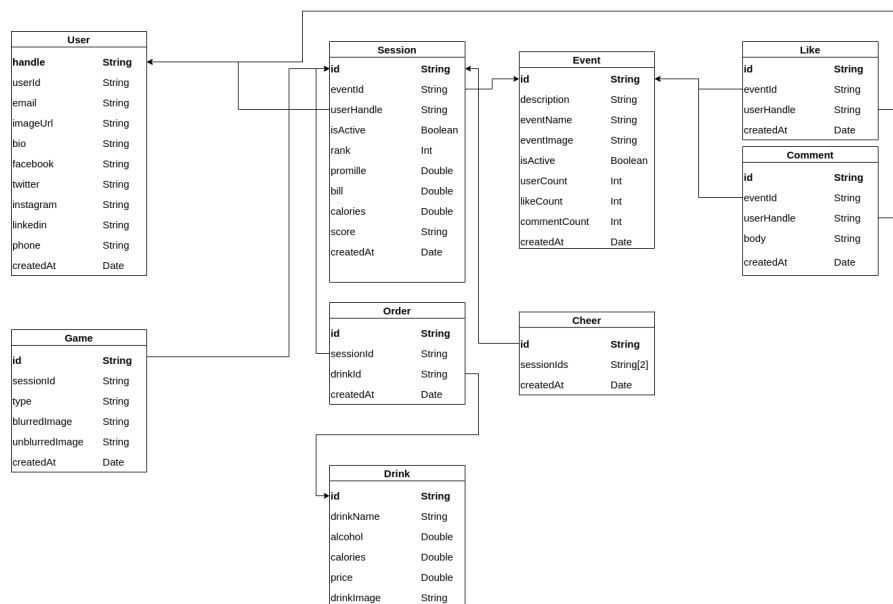 User
handle String
userId String
email String
imageUrl String
bio String
facebook String
twitter String
instagram String
linkedin String
phone String
createdAt Date
Session
id String
eventId String
userHandle String
isActive Boolean
rank Int
promille Double
bill Double
calories Double
score String
createdAt Date
Event
id String
description String
eventName String
eventImage String
isActive Boolean
userCount Int
likeCount Int
commentCount Int
createdAt Date
Like
id String
eventId String
userHandle String
createdAt Date
Comment
id String
eventId String
userHandle String
body String
createdAt Date
Game
id String
sessionId String
type String
blurredImage String
unblurredImage String
createdAt Date
Order
id String
sessionId String
drinkId String
createdAt Date
Cheer
id String
sessionIds String[2]
createdAt Date
Drink
id String
drinkName String
alcohol Double
calories Double
price Double
drinkImage String